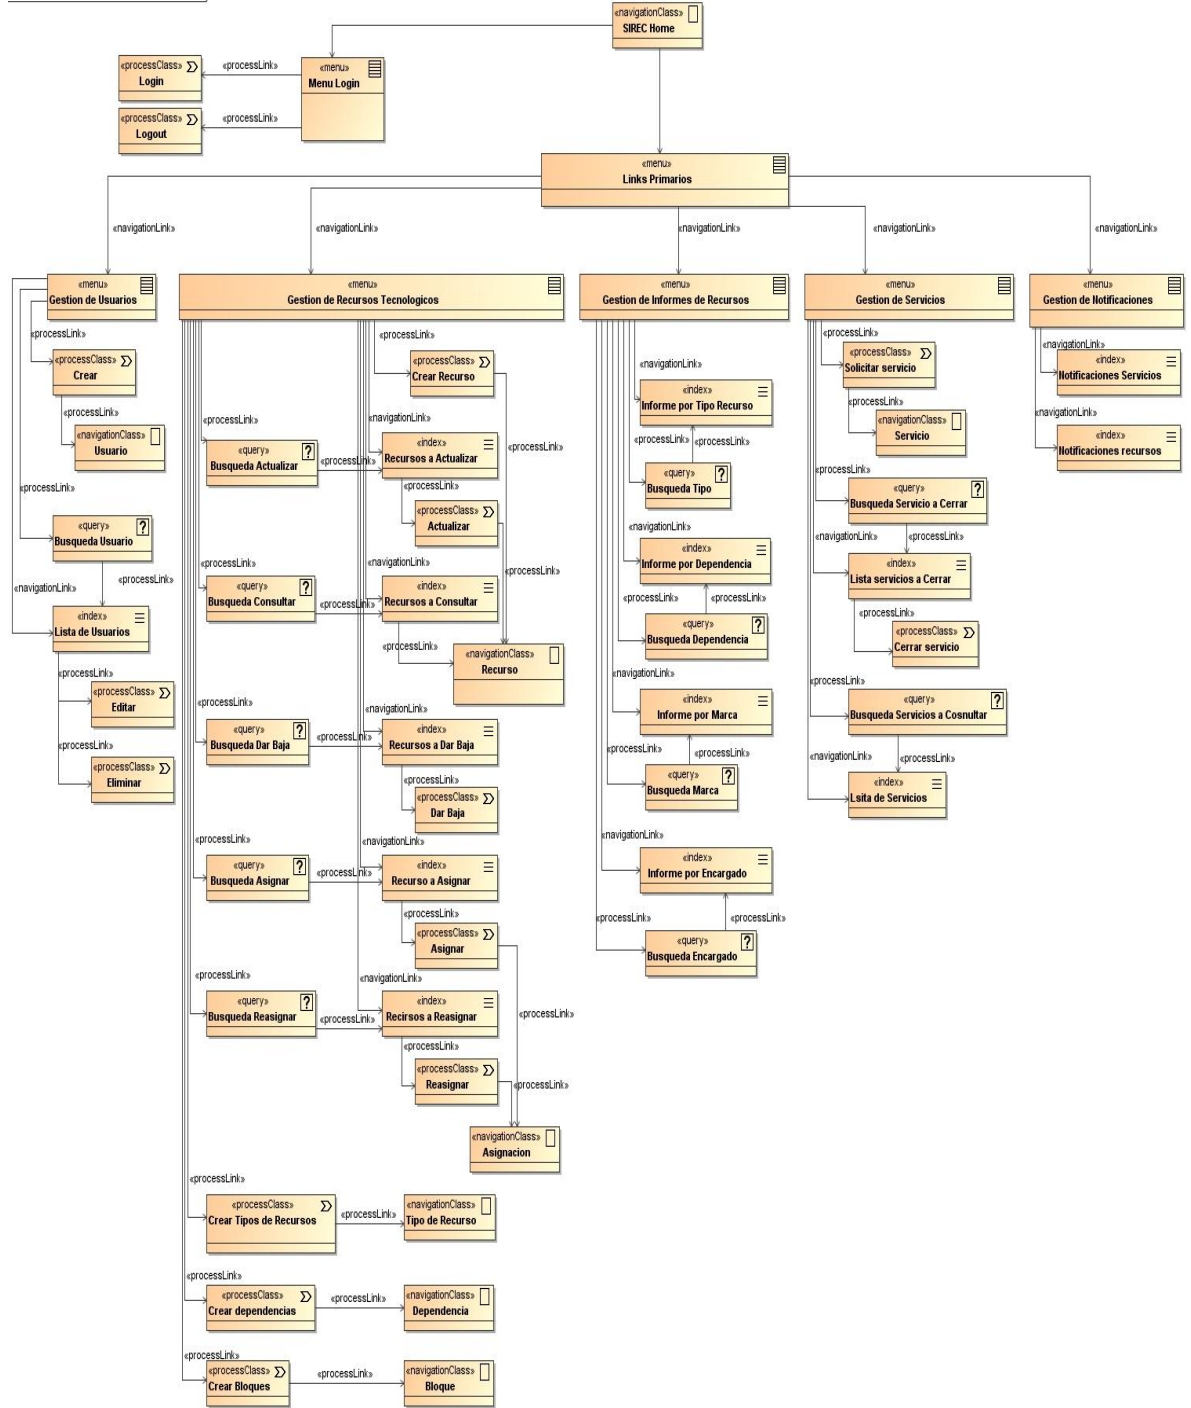 «navigationClass»
SIREC Home
«processClass»
Login
«processLink»
«menu»
Menu Login
«processClass»
Logout
«processLink»
«menu»
Links Primarios
«navigationLink»
«navigationLink»
«navigationLink»
«navigationLink»
«navigationLink»
«menu»
Gestion de Usuarios
«menu»
Gestion de Recursos Tecnologicos
«menu»
Gestion de Informes de Recursos
«menu»
Gestion de Servicios
«menu»
Gestion de Notificaciones
«processLink»
«processClass»
Crear
«processLink»
«navigationClass»
Usuario
«processLink»
«query»
Busqueda Usuario
«navigationLink»
«processLink»
«index»
Lista de Usuarios
«processLink»
«processClass»
Editar
«processLink»
«processClass»
Eliminar
«processLink»
«processClass»
Crear Recurso
«processLink»
«processLink»
«query»
Busqueda Actualizar
«processLink»
«navigationLink»
«index»
Recursos a Actualizar
«processLink»
«processClass»
Actualizar
«processLink»
«processLink»
«query»
Busqueda Consultar
«processLink»
«navigationLink»
«index»
Recursos a Consultar
«processLink»
«navigationClass»
Recurso
«processLink»
«query»
Busqueda Dar Baja
«processLink»
«navigationLink»
«index»
Recursos a Dar Baja
«processLink»
«processClass»
Dar Baja
«processLink»
«query»
Busqueda Asignar
«processLink»
«navigationLink»
«index»
Recurso a Asignar
«processLink»
«processClass»
Asignar
«processLink»
«processLink»
«query»
Busqueda Reasignar
«processLink»
«navigationLink»
«index»
Recirsos a Reasignar
«processLink»
«processClass»
Reasignar
«processLink»
«navigationClass»
Asignacion
«processLink»
«processClass»
Crear Tipos de Recursos
«processLink»
«navigationClass»
Tipo de Recurso
«processLink»
«processClass»
Crear dependencias
«processLink»
«navigationClass»
Dependencia
«processLink»
«processClass»
Crear Bloques
«processLink»
«navigationClass»
Bloque
«navigationLink»
«index»
Informe por Tipo Recurso
«processLink»
«processLink»
«query»
Busqueda Tipo
«navigationLink»
«index»
Informe por Dependencia
«processLink»
«processLink»
«query»
Busqueda Dependencia
«navigationLink»
«index»
Informe por Marca
«processLink»
«processLink»
«query»
Busqueda Marca
«navigationLink»
«index»
Informe por Encargado
«processLink»
«processLink»
«query»
Busqueda Encargado
«processLink»
«processClass»
Solicitar servicio
«processLink»
«navigationClass»
Servicio
«processLink»
«query»
Busqueda Servicio a Cerrar
«navigationLink»
«processLink»
«index»
Lista servicios a Cerrar
«processLink»
«processClass»
Cerrar servicio
«processLink»
«query»
Busqueda Servicios a Cosnultar
«navigationLink»
«processLink»
«index»
Lsita de Servicios
«navigationLink»
«index»
Notificaciones Servicios
«navigationLink»
«index»
Notificaciones recursos